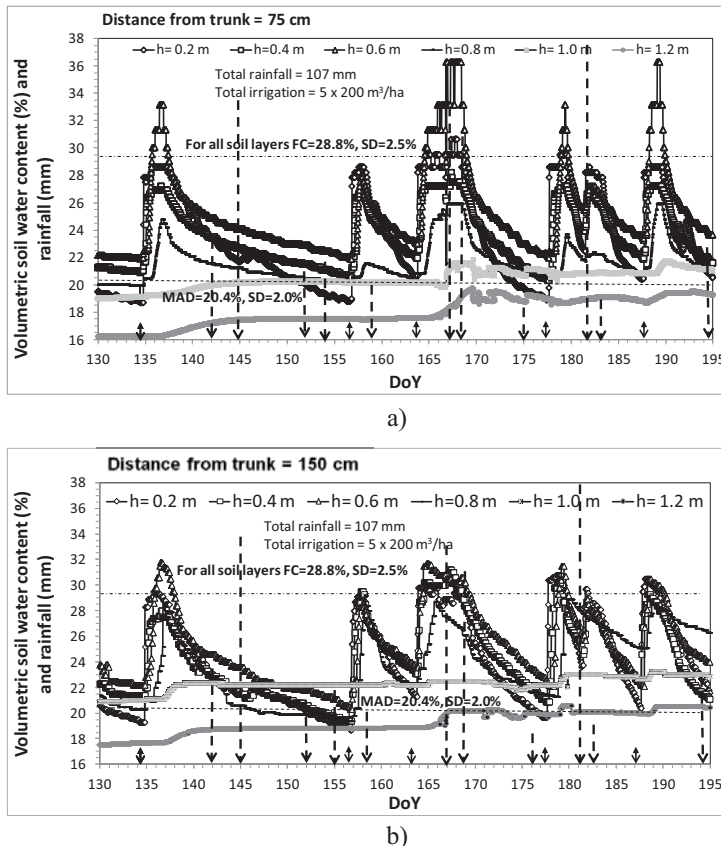 Distance from trunk = 75 cm
h= 0.2 m h=0.4 m h= 0.6 m h= 0.8 m h= 1.0 m h= 1.2 m
Total rainfall = 107 mm
Total irrigation = 5 x 200 m³/ha
For all soil layers FC=28.8%, SD=2.5%
MAD=20.4%, SD=2.0%
Volumetric soil water content (%) and
rainfall (mm)
38
36
34
32
30
28
26
24
22
20
18
16
130 135 140 145 150 155 160 165 170 175 180 185 190 195
DoY
a)
Distance from trunk = 150 cm
h= 0.2 m h=0.4 m h= 0.6 m h=0.8 m h= 1.0 m h= 1.2 m
Total rainfall = 107 mm
Total irrigation = 5 x 200 m³/ha
For all soil layers FC=28.8%, SD=2.5%
MAD=20.4%, SD=2.0%
Volumetric soil water content (%)
and rainfall (mm)
38
36
34
32
30
28
26
24
22
20
18
16
130 135 140 145 150 155 160 165 170 175 180 185 190 195
DoY
b)